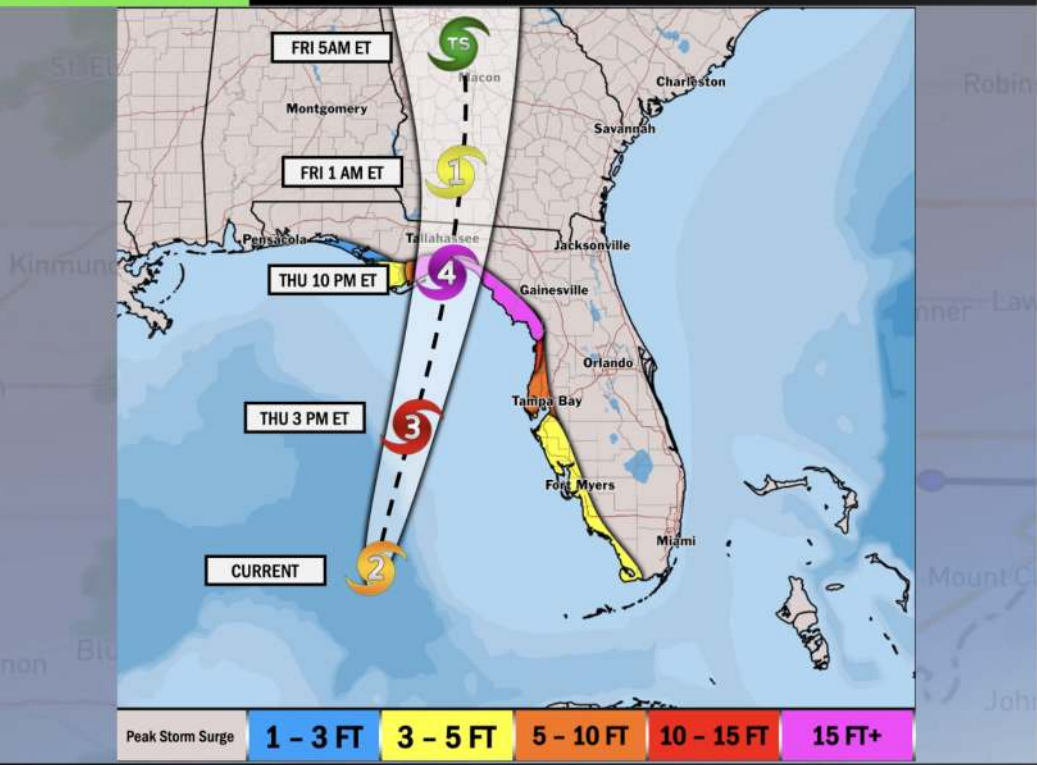 FRI 5AM ET
TS
Macon
Charleston
Montgomery
Savannah
FRI 1 AM ET
1
Pensacola
Tallahassee
Jacksonville
THU 10 PM ET
4
Gainesville
Orlando
Tampa Bay
THU 3 PM ET
3
Fort Myers
Miami
CURRENT
2
Peak Storm Surge
1 – 3 FT
3 – 5 FT
5 – 10 FT
10 – 15 FT
15 FT+